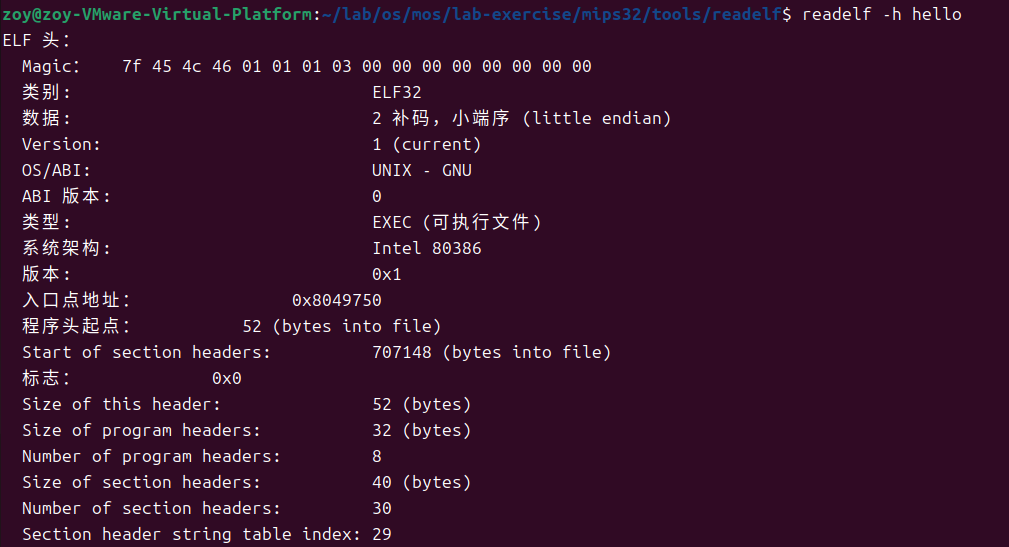 zoy@zoy-VMware-Virtual-Platform:~/lab/os/mos/lab-exercise/mips32/tools/readelf$ readelf -h hello
ELF 头：
  Magic：   7f 45 4c 46 01 01 01 03 00 00 00 00 00 00 00 00
  类别:                              ELF32
  数据:                              2 补码，小端序 (little endian)
  Version:                           1 (current)
  OS/ABI:                            UNIX - GNU
  ABI 版本:                          0
  类型:                              EXEC (可执行文件)
  系统架构:                          Intel 80386
  版本:                              0x1
  入口点地址：               0x8049750
  程序头起点：          52 (bytes into file)
  Start of section headers:          707148 (bytes into file)
  标志：             0x0
  Size of this header:               52 (bytes)
  Size of program headers:           32 (bytes)
  Number of program headers:         8
  Size of section headers:           40 (bytes)
  Number of section headers:         30
  Section header string table index: 29